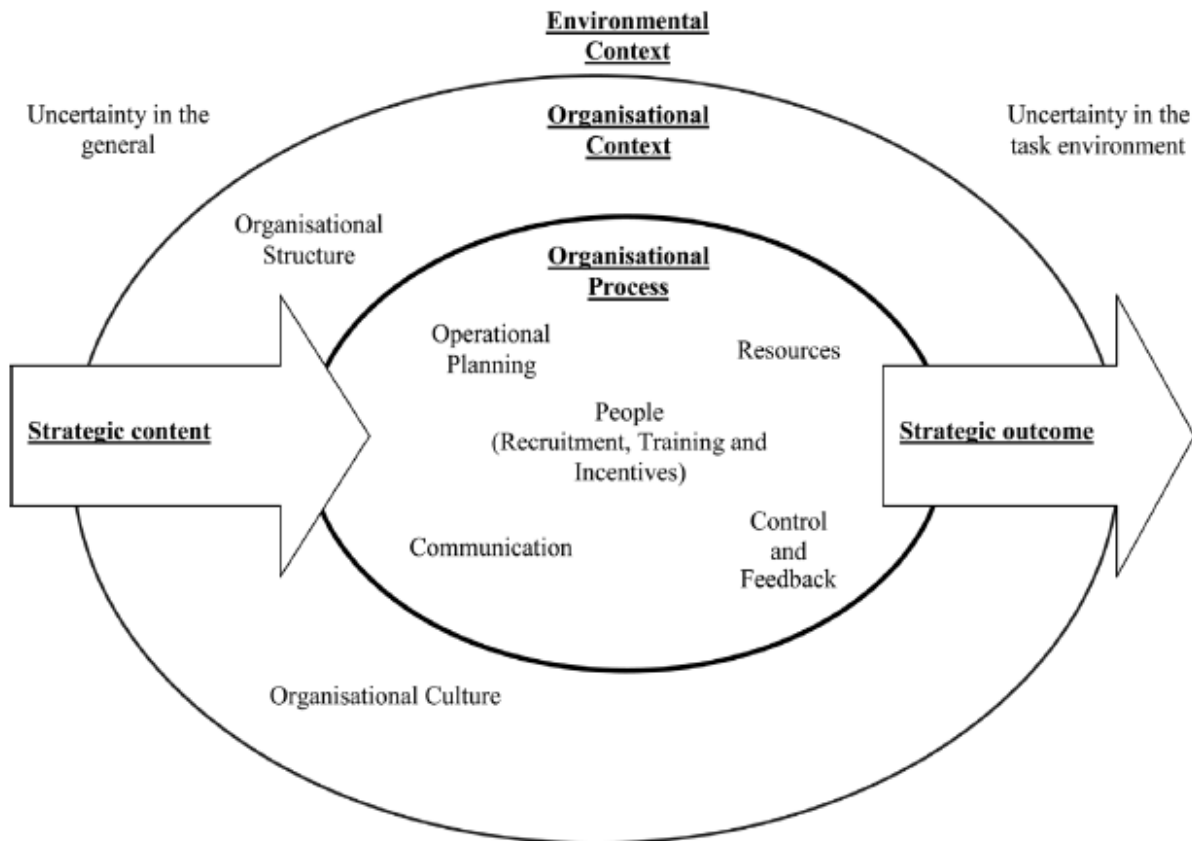 Environmental
Context
Uncertainty in the
general
Organisational
Context
Uncertainty in the
task environment
Organisational
Structure
Organisational
Process
Operational
Planning
Resources
Strategic content
People
(Recruitment, Training and
Incentives)
Strategic outcome
Communication
Control
and
Feedback
Organisational Culture